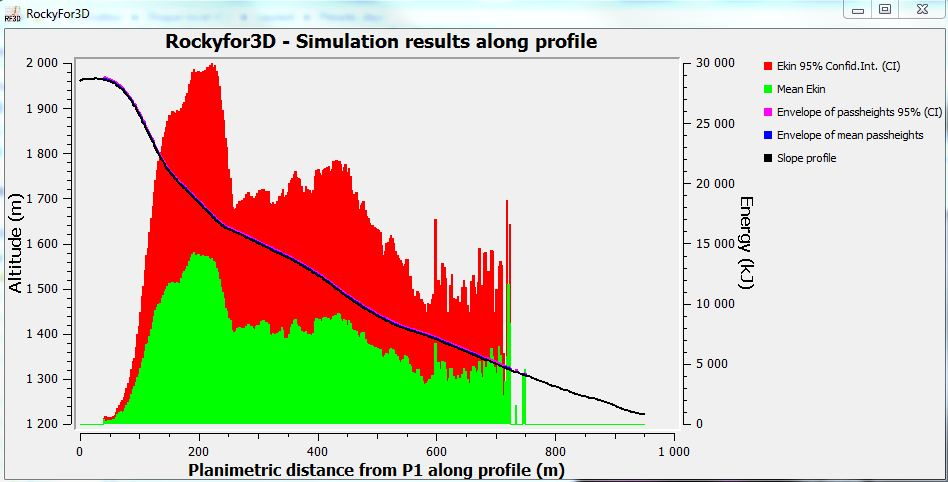 RockyFor3D
Rockyfor3D - Simulation results along profile
2 000
1 900
1 800
1 700
1 600
1 500
1 400
1 300
1 200
Altitude (m)
30 000
25 000
20 000
15 000
10 000
5 000
0
Energy (kJ)
0
200
400
600
800
1 000
Planimetric distance from P1 along profile (m)
Ekin 95% Confid.Int. (CI)
Mean Ekin
Envelope of passheights 95% (CI)
Envelope of mean passheights
Slope profile